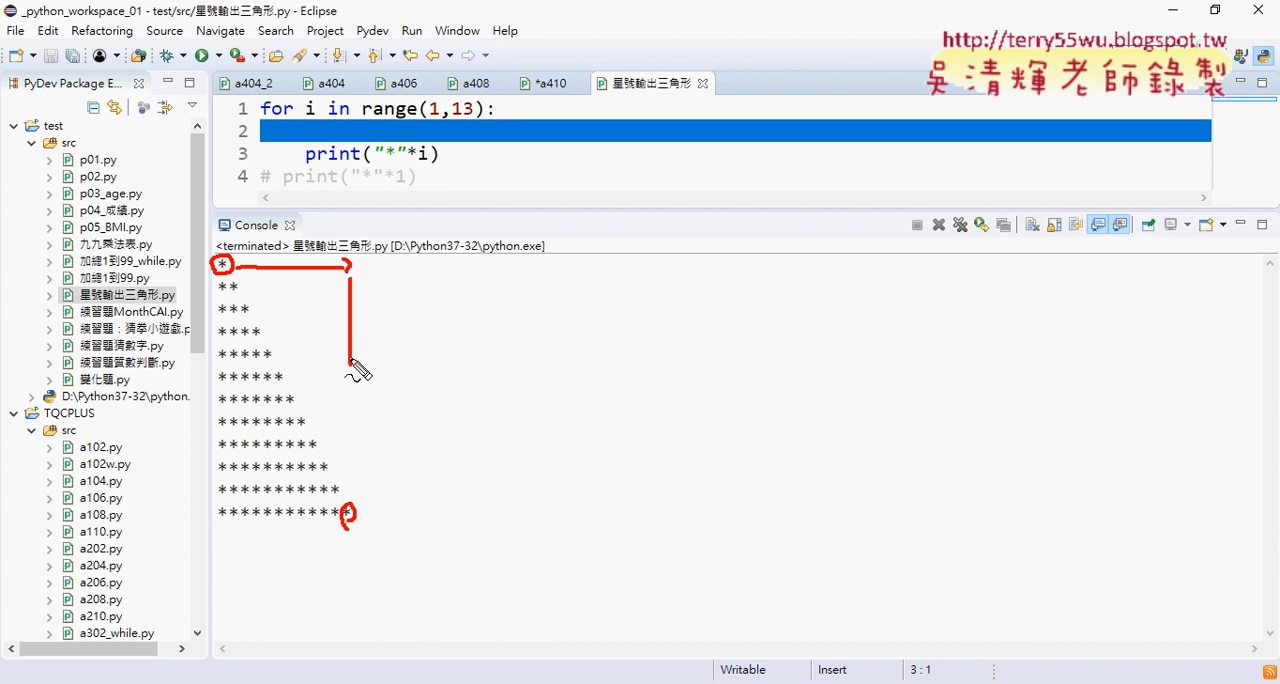 _python_workspace_01 - test/src/星號輸出三角形.py - Eclipse
File Edit Refactoring Source Navigate Search Project Pydev Run Window Help
http://terry55wu.blogspot.tw
吳清輝老師錄製
PyDev Package E...
a404_2 a404 a406 a408 *a410 星號輸出三角形
1 for i in range(1,13):
2
3 print("*"*i)
4 # print("*"*1)
test
src
p01.py
p02.py
p03_age.py
p04_成績.py
p05_BMI.py
九九乘法表.py
加總1到99_while.py
加總1到99.py
星號輸出三角形.py
練習題MonthCAl.py
練習題：猜拳小遊戲.p
練習題猜數字.py
練習題質數判斷.py
變化題.py
D:\Python37-32\python.
TQCPLUS
src
a102.py
a102w.py
a104.py
a106.py
a108.py
a110.py
a202.py
a204.py
a206.py
a208.py
a210.py
a302_while.py
Console
<terminated> 星號輸出三角形.py [D:\Python37-32\python.exe]
*
**
***
****
*****
******
*******
********
*********
**********
***********
************
Writable Insert 3 : 1